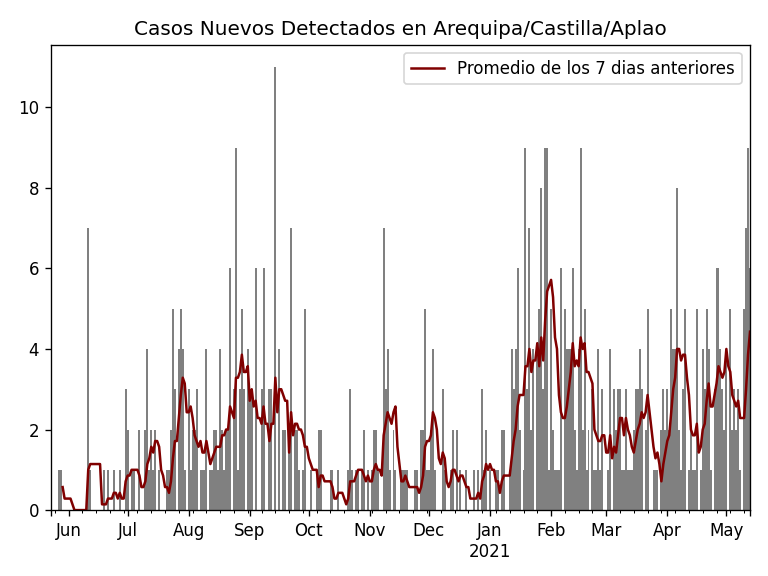 Casos Nuevos Detectados en Arequipa/Castilla/Aplao
Promedio de los 7 dias anteriores
10
8
6
4
2
0
Jun Jul Aug Sep Oct Nov Dec Jan Feb Mar Apr May
2021